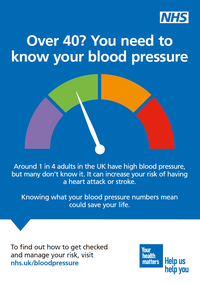 NHS
Over 40? You need to
know your blood pressure
Around 1 in 4 adults in the UK have high blood pressure,
but many don't know it. It can increase your risk of having
a heart attack or stroke.
Knowing what your blood pressure numbers mean
could save your life.
To find out how to get checked
and manage your risk, visit
nhs.uk/bloodpressure
Your
health
matters
Help us
help you